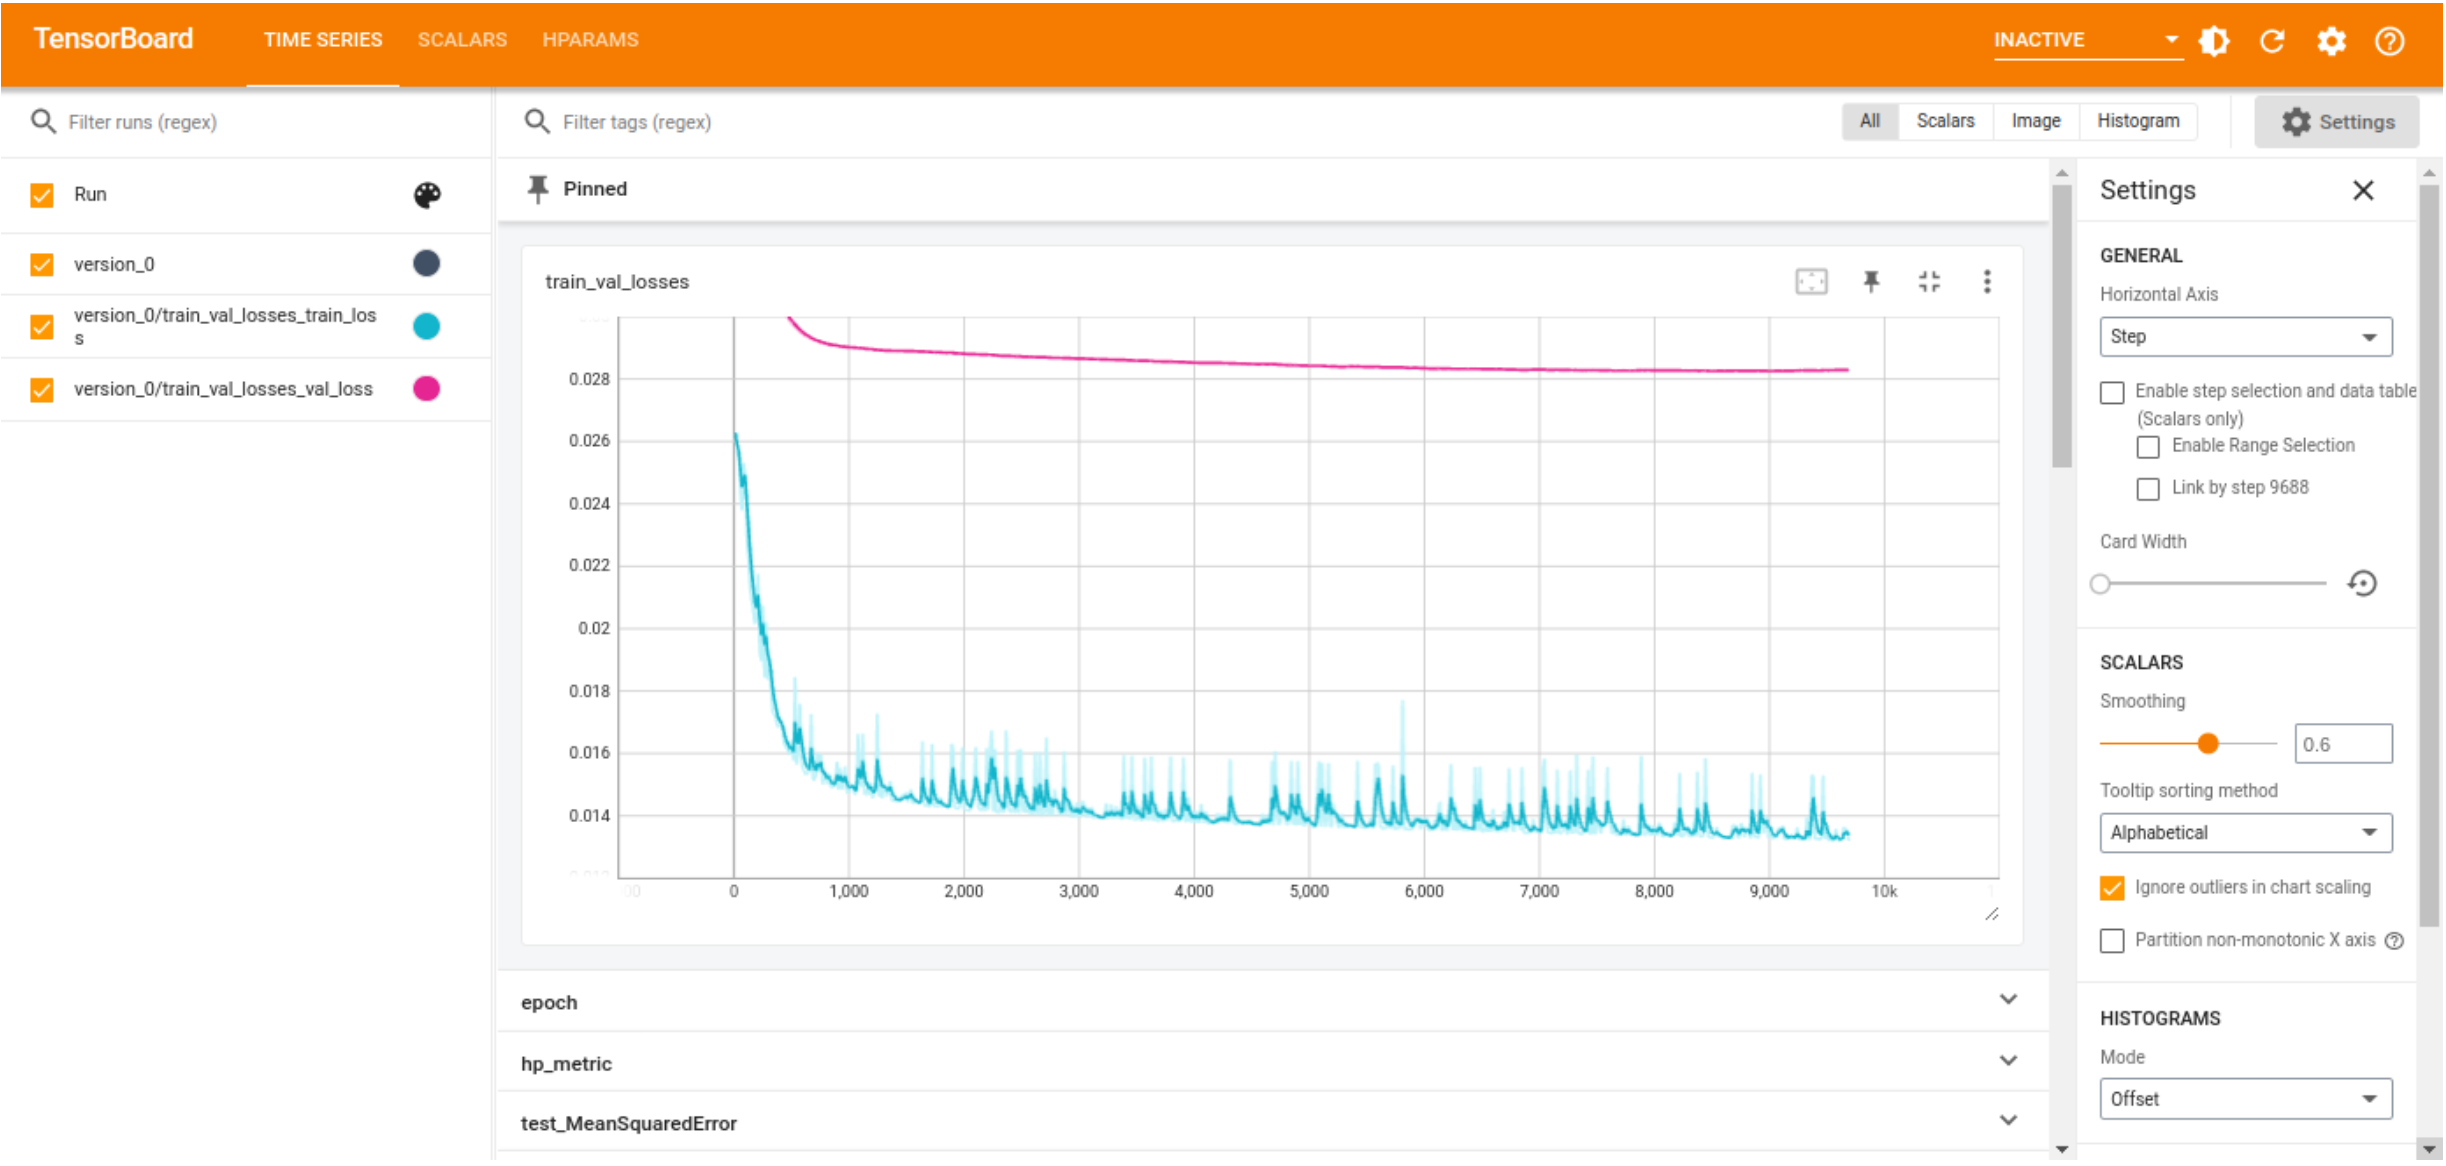 TensorBoard
TIME SERIES
SCALARS
HPARAMS
INACTIVE
Filter runs (regex)
Filter tags (regex)
All
Scalars
Image
Histogram
Settings
Run
version_0
version_0/train_val_losses_train_los
s
version_0/train_val_losses_val_loss
Pinned
train_val_losses
0.028
0.026
0.024
0.022
0.02
0.018
0.016
0.014
0
1,000
2,000
3,000
4,000
5,000
6,000
7,000
8,000
9,000
10k
epoch
hp_metric
test_MeanSquaredError
Settings
GENERAL
Horizontal Axis
Step
Enable step selection and data table
(Scalars only)
Enable Range Selection
Link by step 9688
Card Width
SCALARS
Smoothing
0.6
Tooltip sorting method
Alphabetical
Ignore outliers in chart scaling
Partition non-monotonic X axis
HISTOGRAMS
Mode
Offset